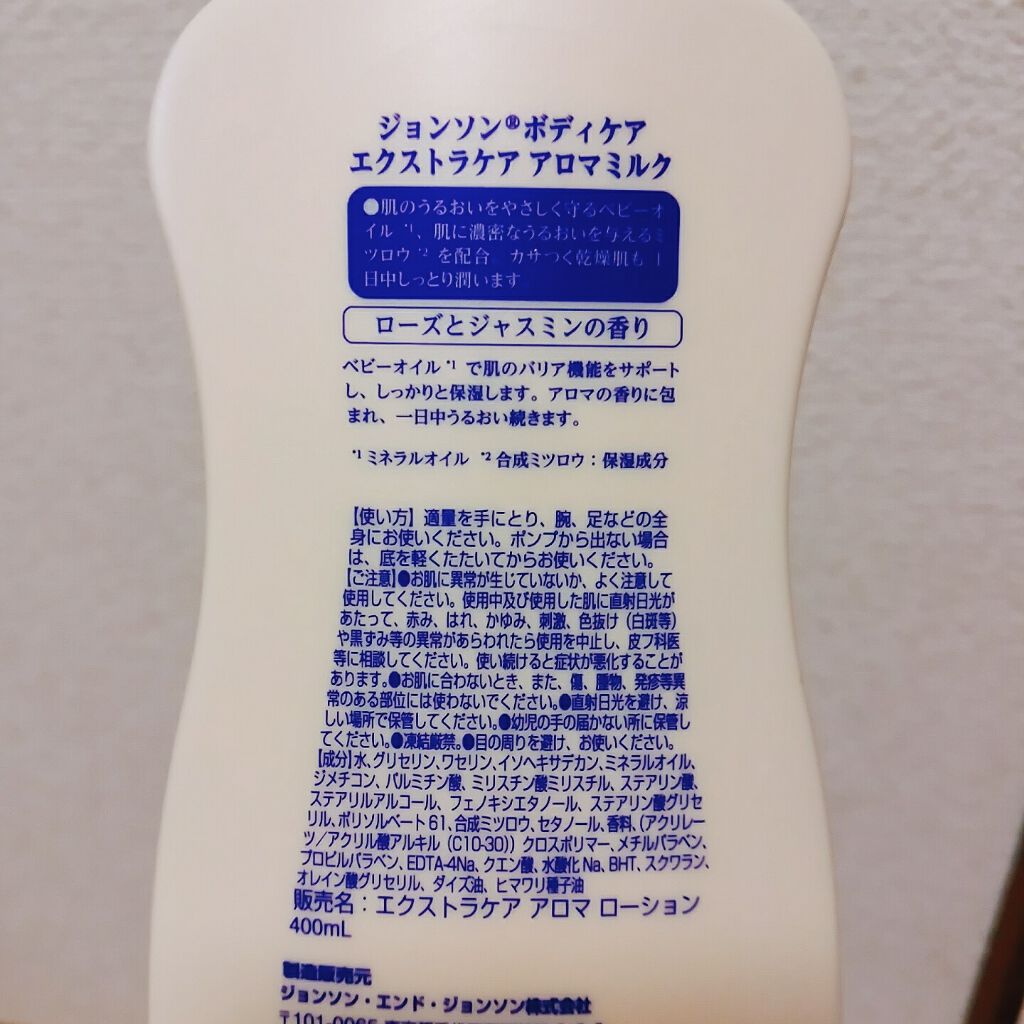 ジョンソン®ボディケア
エクストラケア アロマミルク
●肌のうるおいをやさしく守るベビーオ
イル*1、肌に濃密なうるおいを与えるミ
ツロウ*2を配合。カサつく乾燥肌も一
日中しっとり潤います。
ローズとジャスミンの香り
ベビーオイル*1で肌のバリア機能をサポート
し、しっかりと保湿します。アロマの香りに包
まれ、一日中うるおい続きます。
*1ミネラルオイル *2合成ミツロウ：保湿成分
【使い方】適量を手にとり、腕、足などの全
身にお使いください。ポンプから出ない場合
は、底を軽くたたいてからお使いください。
【ご注意】●お肌に異常が生じていないか、よく注意して
使用してください。使用中及び使用した肌に直射日光が
あたって、赤み、はれ、かゆみ、刺激、色抜け（白斑等）
や黒ずみ等の異常があらわれたら使用を中止し、皮フ科医
等に相談してください。使い続けると症状が悪化することが
あります。●お肌に合わないとき、また、傷、腫物、発疹等異
常のある部位には使わないでください。●直射日光を避け、涼
しい場所で保管してください。●幼児の手の届かない所に保管し
てください。●凍結厳禁。●目の周りを避け、お使いください。
【成分】水、グリセリン、ワセリン、イソヘキサデカン、ミネラルオイル、
ジメチコン、パルミチン酸、ミリスチン酸ミリスチル、ステアリン酸、
ステアリルアルコール、フェノキシエタノール、ステアリン酸グリセ
リル、ポリソルベート61、合成ミツロウ、セタノール、香料、（アクリレー
ツ／アクリル酸アルキル（C10-30））クロスポリマー、メチルパラベン、
プロピルパラベン、EDTA-4Na、クエン酸、水酸化Na、BHT、スクワラン、
オレイン酸グリセリル、ダイズ油、ヒマワリ種子油
販売名：エクストラケア アロマ ローション
400mL
製造販売元
ジョンソン・エンド・ジョンソン株式会社
〒101-0065